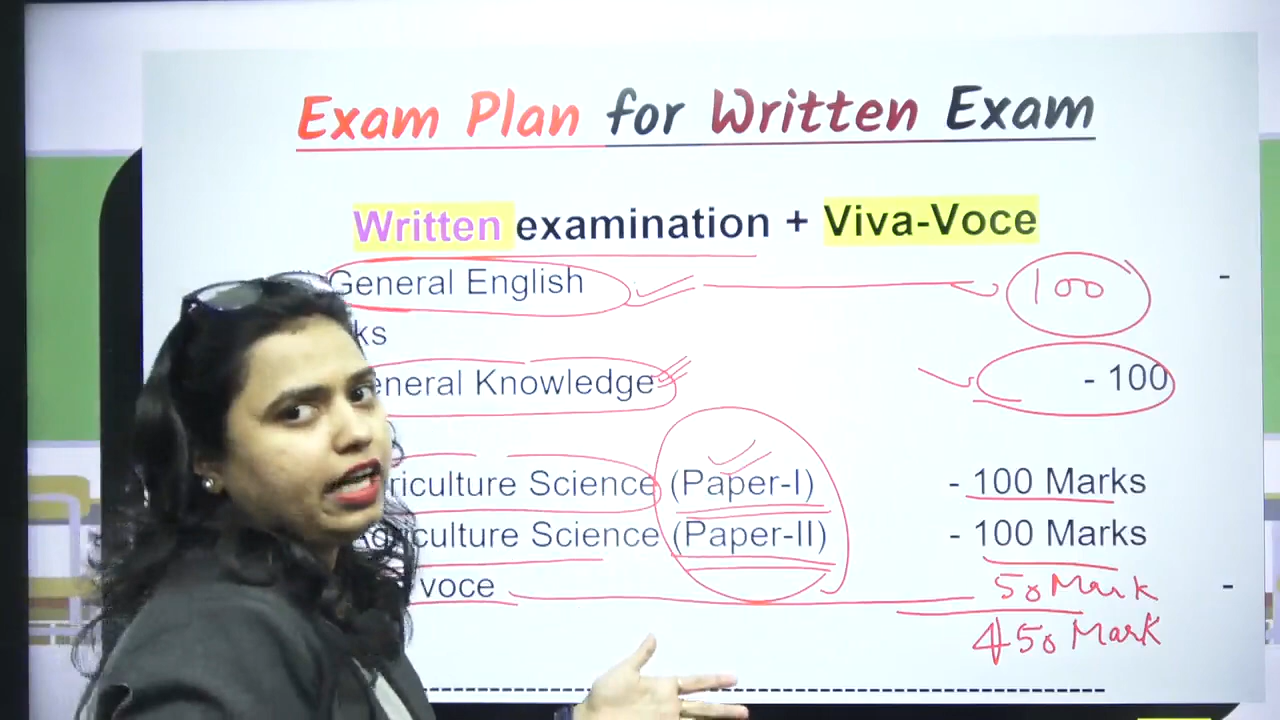 Exam Plan for Written Exam
Written examination + Viva-Voce
General English 100 -
ks
eneral Knowledge - 100
riculture Science (Paper-I) - 100 Marks
Agriculture Science (Paper-II) - 100 Marks
voce 50 Mark -
450 Mark